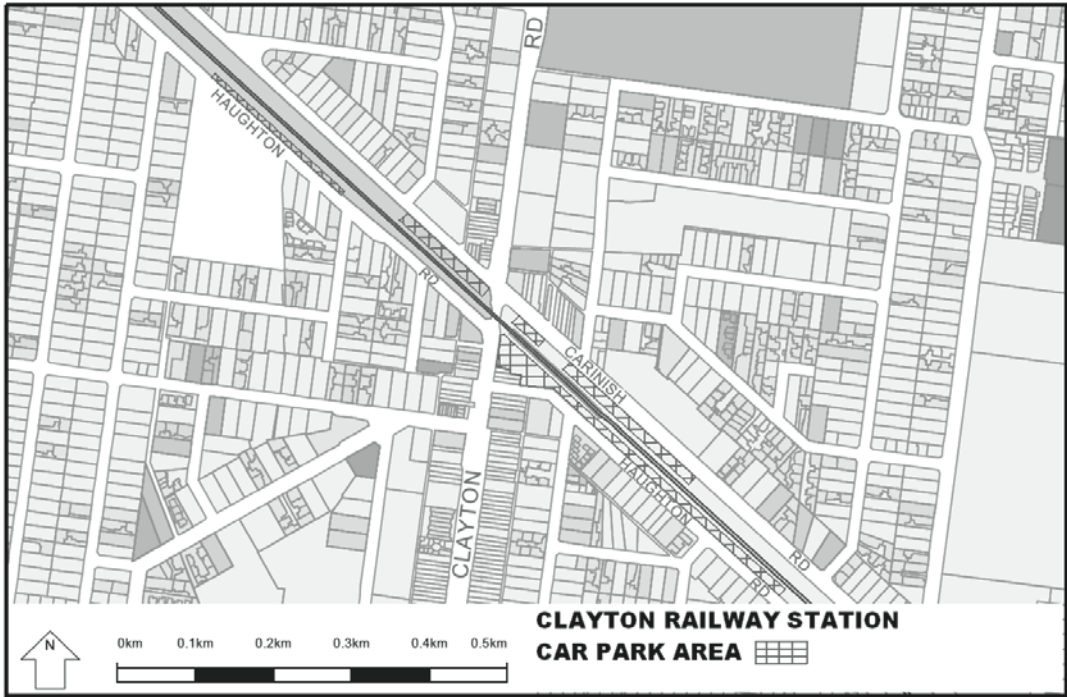 RD
HAUGHTON
RD
CARINISH
HAUGHTON
CLAYTON
RD
RD
N
0km 0.1km 0.2km 0.3km 0.4km 0.5km
CLAYTON RAILWAY STATION
CAR PARK AREA